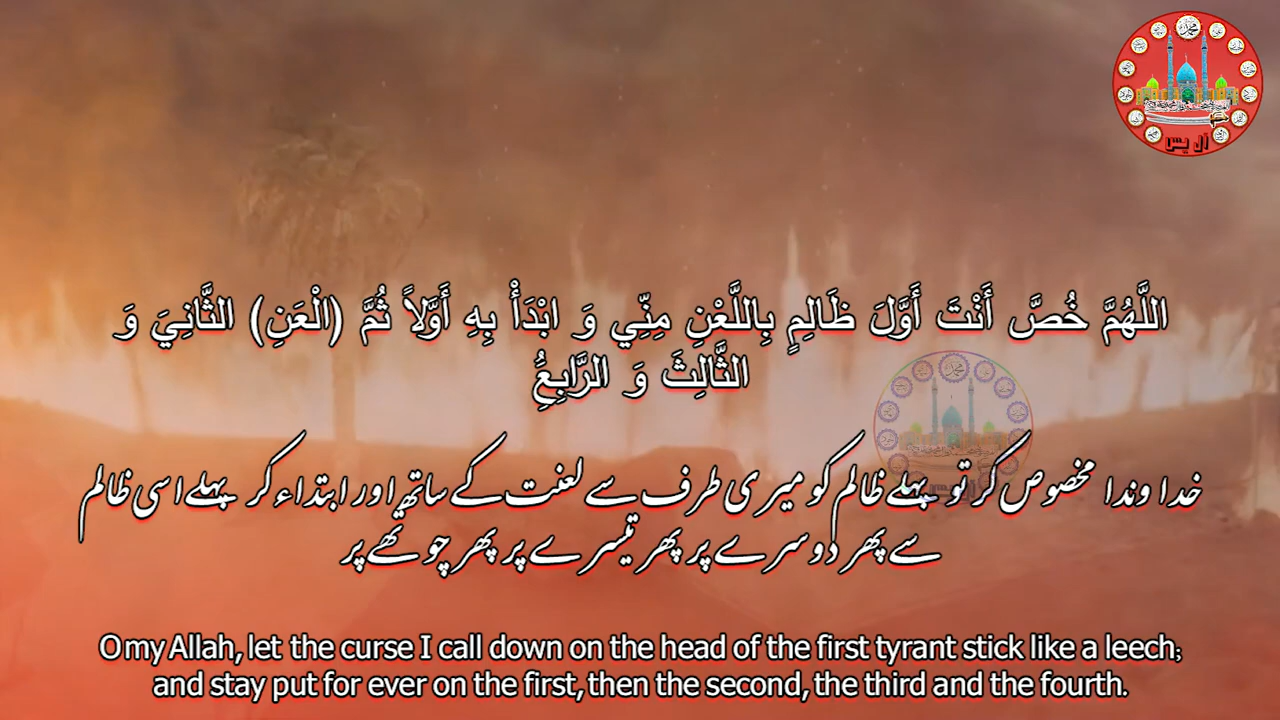 آل یس
اللَّهُمَّ خُصَّ أَنْتَ أَوَّلَ ظَالِمٍ بِاللَّعْنِ مِنِّي وَ ابْدَأْ بِهِ أَوَّلاً ثُمَّ (الْعَنِ) الثَّانِيَ وَ
الثَّالِثَ وَ الرَّابِعَُِ
خدا وندا مخصوص کر تو پہلے ظالم کو میری طرف سے لعنت کے ساتھ اور ابتداء کر پہلے اسی ظالم
سے پھر دوسرے پر پھر تیسرے پر پھر چوتھے پر
O my Allah, let the curse I call down on the head of the first tyrant stick like a leech;
and stay put for ever on the first, then the second, the third and the fourth.